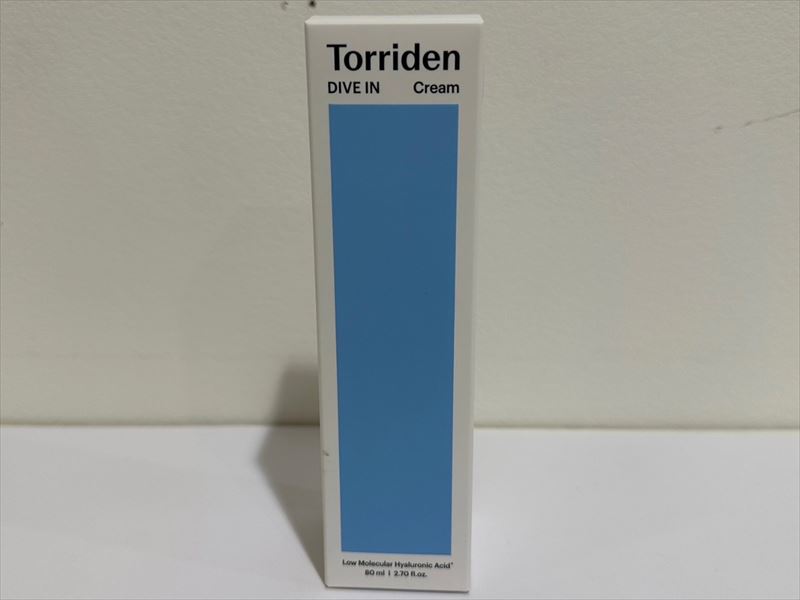 Torriden
DIVE IN Cream
Low Molecular Hyaluronic Acid*
80 ml | 2.70 fl.oz.